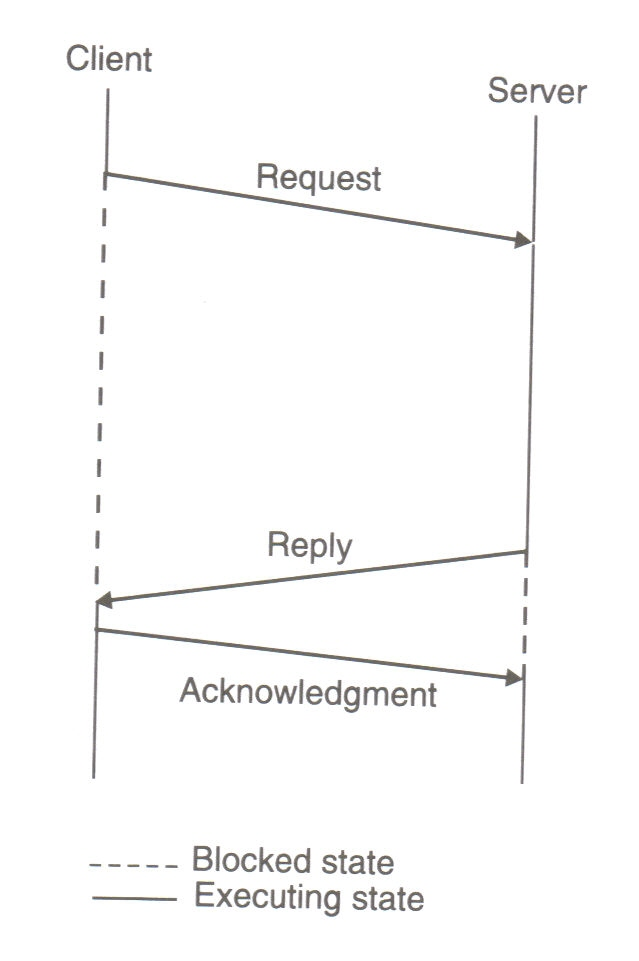 Client
Server
Request
Reply
Acknowledgment
Blocked state
Executing state